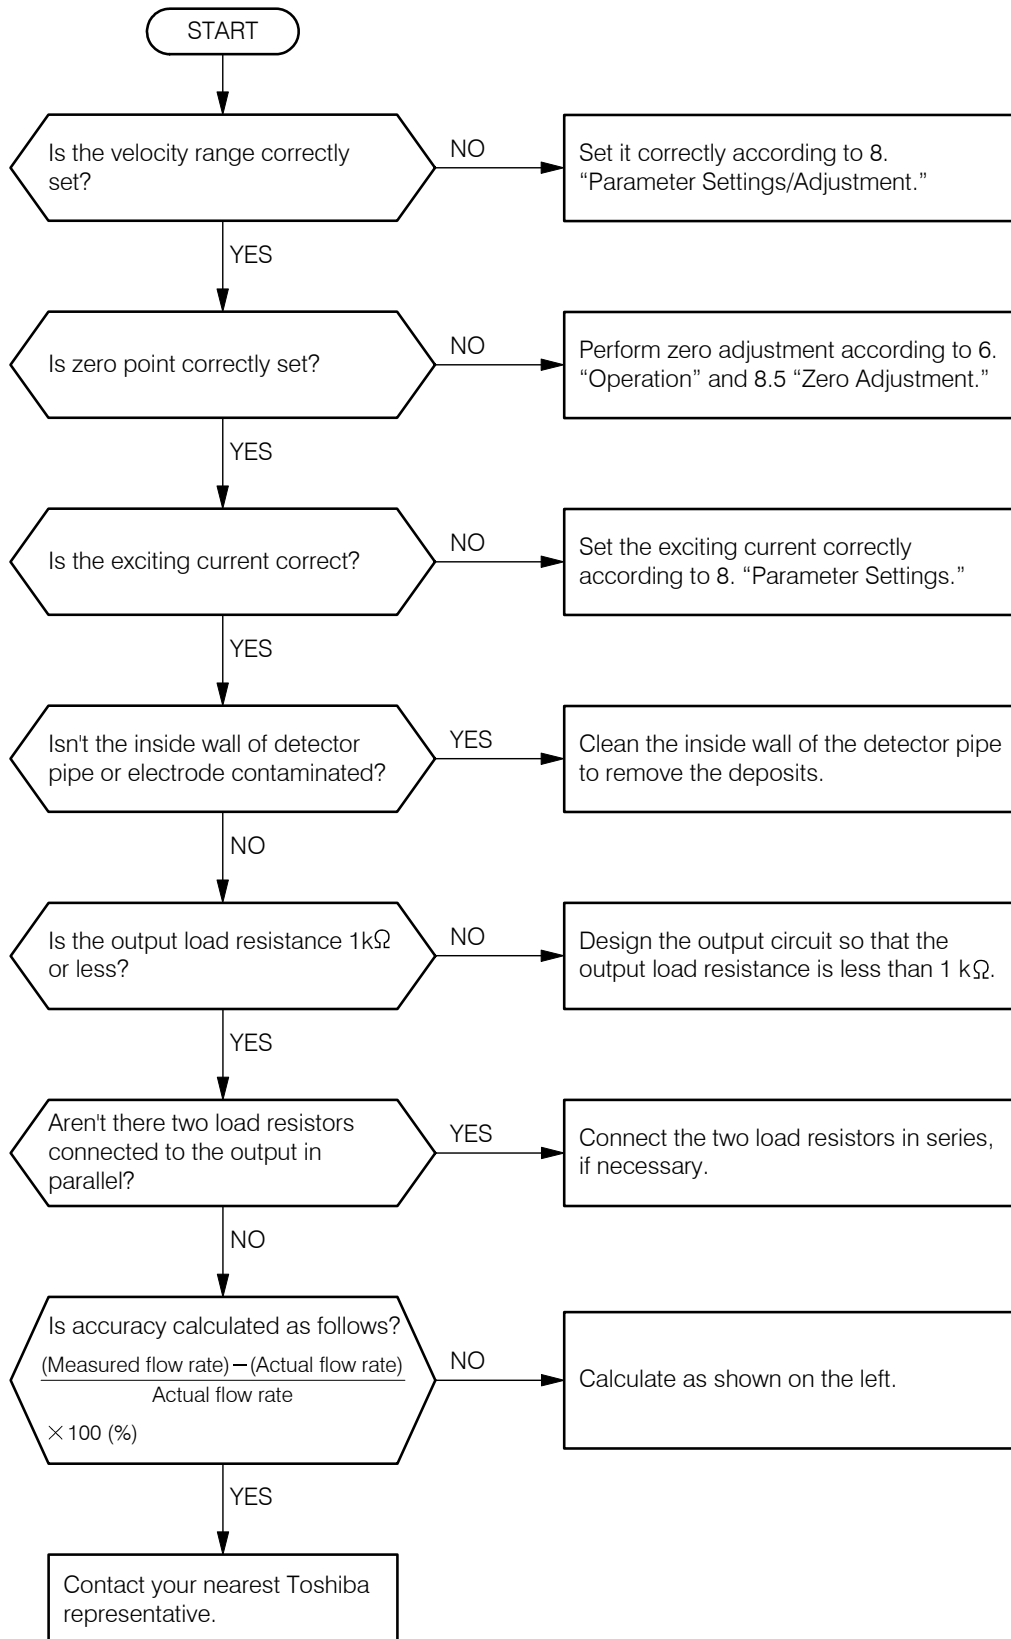 START
Is the velocity range correctly
set?
NO
Set it correctly according to 8.
“Parameter Settings/Adjustment.”
YES
Is zero point correctly set?
NO
Perform zero adjustment according to 6.
“Operation” and 8.5 “Zero Adjustment.”
YES
Is the exciting current correct?
NO
Set the exciting current correctly
according to 8. “Parameter Settings.”
YES
Isn't the inside wall of detector
pipe or electrode contaminated?
YES
Clean the inside wall of the detector pipe
to remove the deposits.
NO
Is the output load resistance 1kΩ
or less?
NO
Design the output circuit so that the
output load resistance is less than 1 kΩ.
YES
Aren't there two load resistors
connected to the output in
parallel?
YES
Connect the two load resistors in series,
if necessary.
NO
Is accuracy calculated as follows?
(Measured flow rate)−(Actual flow rate)
Actual flow rate
×100 (%)
NO
Calculate as shown on the left.
YES
Contact your nearest Toshiba
representative.